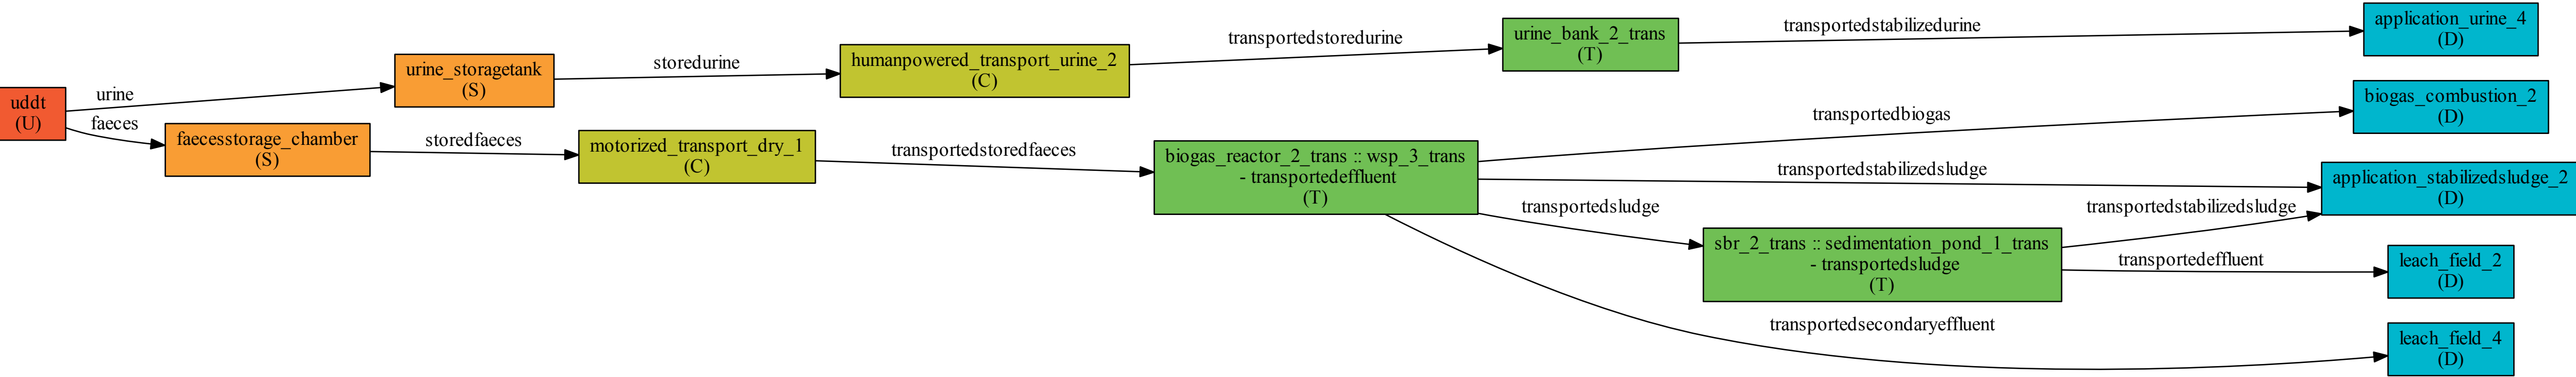 uddt
(U)
urine
faeces
urine_storagetank
(S)
faecesstorage_chamber
(S)
storedurine
storedfaeces
humanpowered_transport_urine_2
(C)
motorized_transport_dry_1
(C)
transportedstoredurine
transportedstoredfaeces
urine_bank_2_trans
(T)
biogas_reactor_2_trans :: wsp_3_trans
- transportedeffluent
(T)
transportedstabilizedurine
transportedbiogas
transportedstabilizedsludge
transportedsludge
sbr_2_trans :: sedimentation_pond_1_trans
- transportedsludge
(T)
transportedstabilizedsludge
transportedeffluent
transportedsecondaryeffluent
application_urine_4
(D)
biogas_combustion_2
(D)
application_stabilizedsludge_2
(D)
leach_field_2
(D)
leach_field_4
(D)